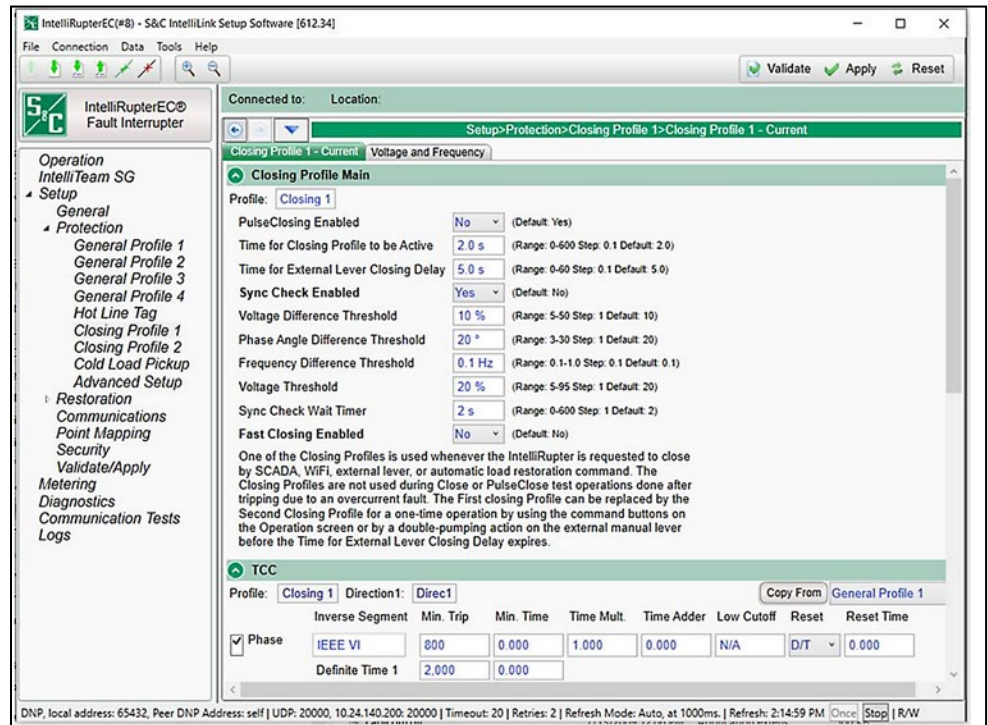 IntelliRupterEC(#8) - S&C IntelliLink Setup Software [612.34]
File Connection Data Tools Help
Validate Apply Reset
S&C IntelliRupterEC®
Fault Interrupter
Connected to: Location:
Setup>Protection>Closing Profile 1>Closing Profile 1 - Current
Closing Profile 1 - Current Voltage and Frequency
Operation
IntelliTeam SG
Setup
General
Protection
General Profile 1
General Profile 2
General Profile 3
General Profile 4
Hot Line Tag
Closing Profile 1
Closing Profile 2
Cold Load Pickup
Advanced Setup
Restoration
Communications
Point Mapping
Security
Validate/Apply
Metering
Diagnostics
Communication Tests
Logs
Closing Profile Main
Profile: Closing 1
PulseClosing Enabled No (Default: Yes)
Time for Closing Profile to be Active 2.0 s (Range: 0-600 Step: 0.1 Default: 2.0)
Time for External Lever Closing Delay 5.0 s (Range: 0-60 Step: 0.1 Default: 5.0)
Sync Check Enabled Yes (Default: No)
Voltage Difference Threshold 10 % (Range: 5-50 Step: 1 Default: 10)
Phase Angle Difference Threshold 20 ° (Range: 3-30 Step: 1 Default: 20)
Frequency Difference Threshold 0.1 Hz (Range: 0.1-1.0 Step: 0.1 Default: 0.1)
Voltage Threshold 20 % (Range: 5-95 Step: 1 Default: 20)
Sync Check Wait Timer 2 s (Range: 0-600 Step: 1 Default: 2)
Fast Closing Enabled No (Default: No)
One of the Closing Profiles is used whenever the IntelliRupter is requested to close
by SCADA, WiFi, external lever, or automatic load restoration command. The
Closing Profiles are not used during Close or PulseClose test operations done after
tripping due to an overcurrent fault. The First closing Profile can be replaced by the
Second Closing Profile for a one-time operation by using the command buttons on
the Operation screen or by a double-pumping action on the external manual lever
before the Time for External Lever Closing Delay expires.
TCC
Profile: Closing 1 Direction1: Direc1 Copy From General Profile 1
Inverse Segment Min. Trip Min. Time Time Mult. Time Adder Low Cutoff Reset Reset Time
Phase IEEE VI 800 0.000 1.000 0.000 N/A D/T 0.000
Definite Time 1 2,000 0.000
DNP, local address: 65432, Peer DNP Address: self | UDP: 20000, 10.24.140.200: 20000 | Timeout: 20 | Retries: 2 | Refresh Mode: Auto, at 1000ms. | Refresh: 2:14:59 PM Once Stop | R/W